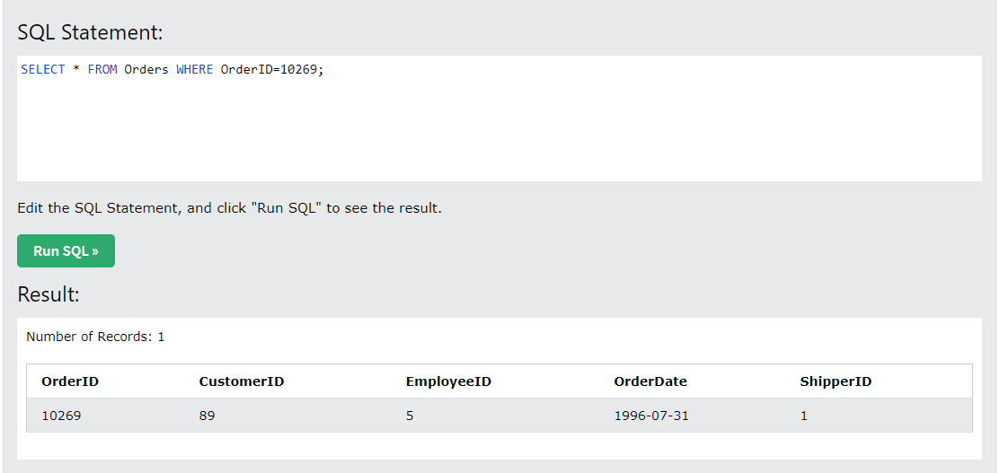 SQL Statement:
SELECT * FROM Orders WHERE OrderID=10269;
Edit the SQL Statement, and click "Run SQL" to see the result.
Run SQL »
Result:
Number of Records: 1
OrderID CustomerID EmployeeID OrderDate ShipperID
10269 89 5 1996-07-31 1